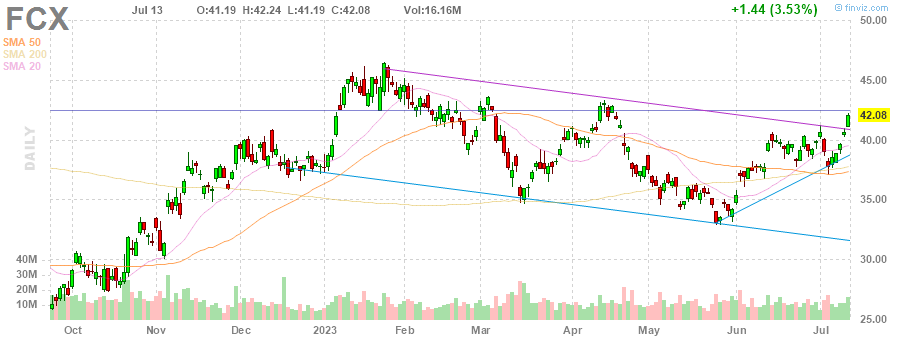 FCX Jul 13 O:41.19 H:42.24 L:41.19 C:42.08 Vol:16.16M +1.44 (3.53%) © finviz.com
SMA 50
SMA 200
SMA 20
DAILY
50.00
45.00
42.08
40.00
35.00
30.00
25.00
40M
30M
20M
10M
Oct Nov Dec 2023 Feb Mar Apr May Jun Jul